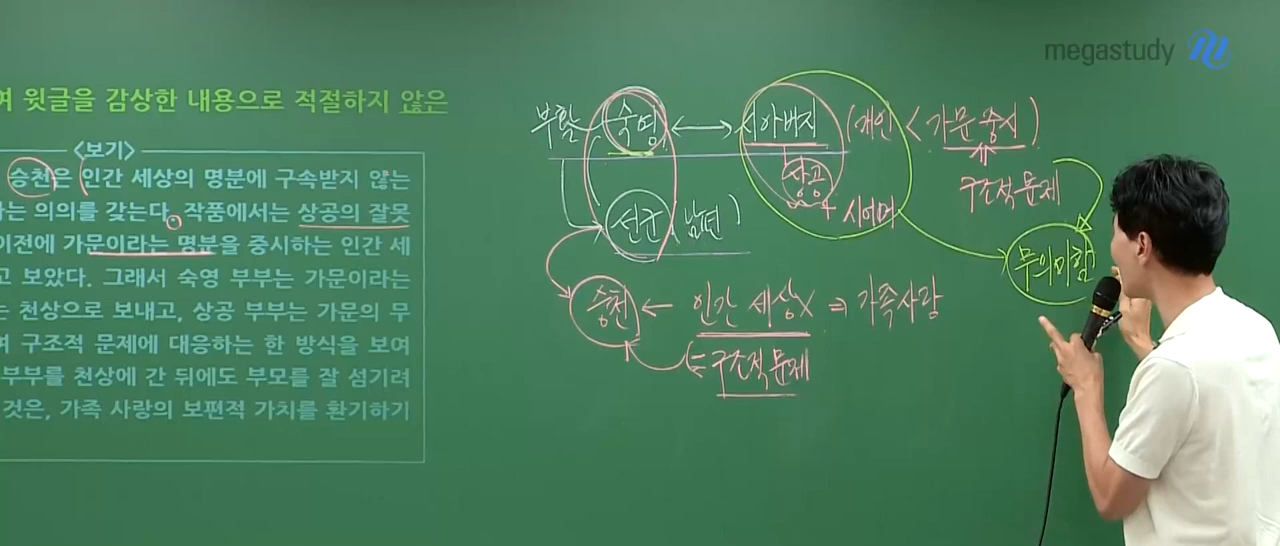 megastudy
여 윗글을 감상한 내용으로 적절하지 않은
<보기>
승천은 인간 세상의 명분에 구속받지 않는
하는 의의를 갖는다. 작품에서는 상공의 잘못
이전에 가문이라는 명분을 중시하는 인간 세
고 보았다. 그래서 숙영 부부는 가문이라는
는 천상으로 보내고, 상공 부부는 가문의 무
여 구조적 문제에 대응하는 한 방식을 보여
부부를 천상에 간 뒤에도 부모를 잘 섬기려
것은, 가족 사랑의 보편적 가치를 환기하기
부활 숙영 ↔ 시아버지 (개인 < 가문 중시)
상공 + 시어머
구조적 문제
선군 (남편)
무의미함
승천 ← 인간 세상X ⇒ 가족사랑
(= 구조적 문제